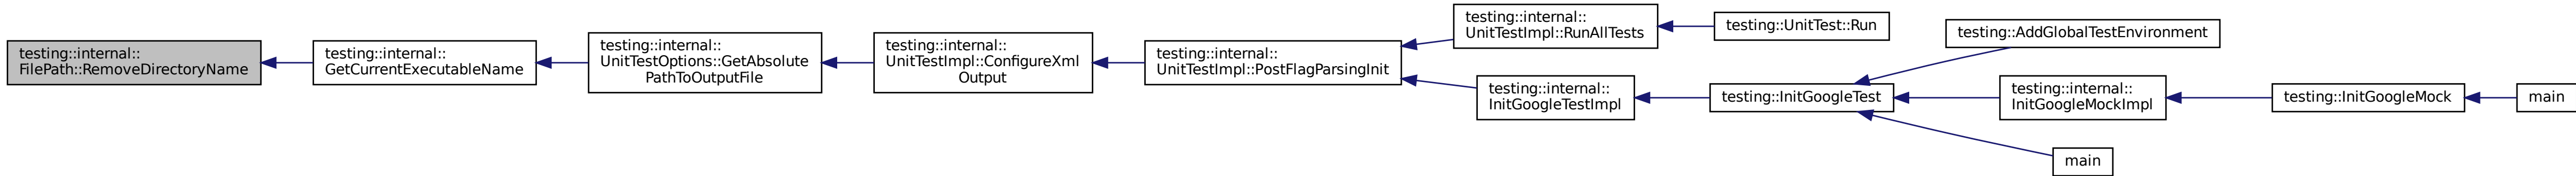 testing::internal::
FilePath::RemoveDirectoryName
testing::internal::
GetCurrentExecutableName
testing::internal::
UnitTestOptions::GetAbsolute
PathToOutputFile
testing::internal::
UnitTestImpl::ConfigureXml
Output
testing::internal::
UnitTestImpl::PostFlagParsingInit
testing::internal::
UnitTestImpl::RunAllTests
testing::UnitTest::Run
testing::internal::
InitGoogleTestImpl
testing::InitGoogleTest
testing::AddGlobalTestEnvironment
testing::internal::
InitGoogleMockImpl
testing::InitGoogleMock
main
main